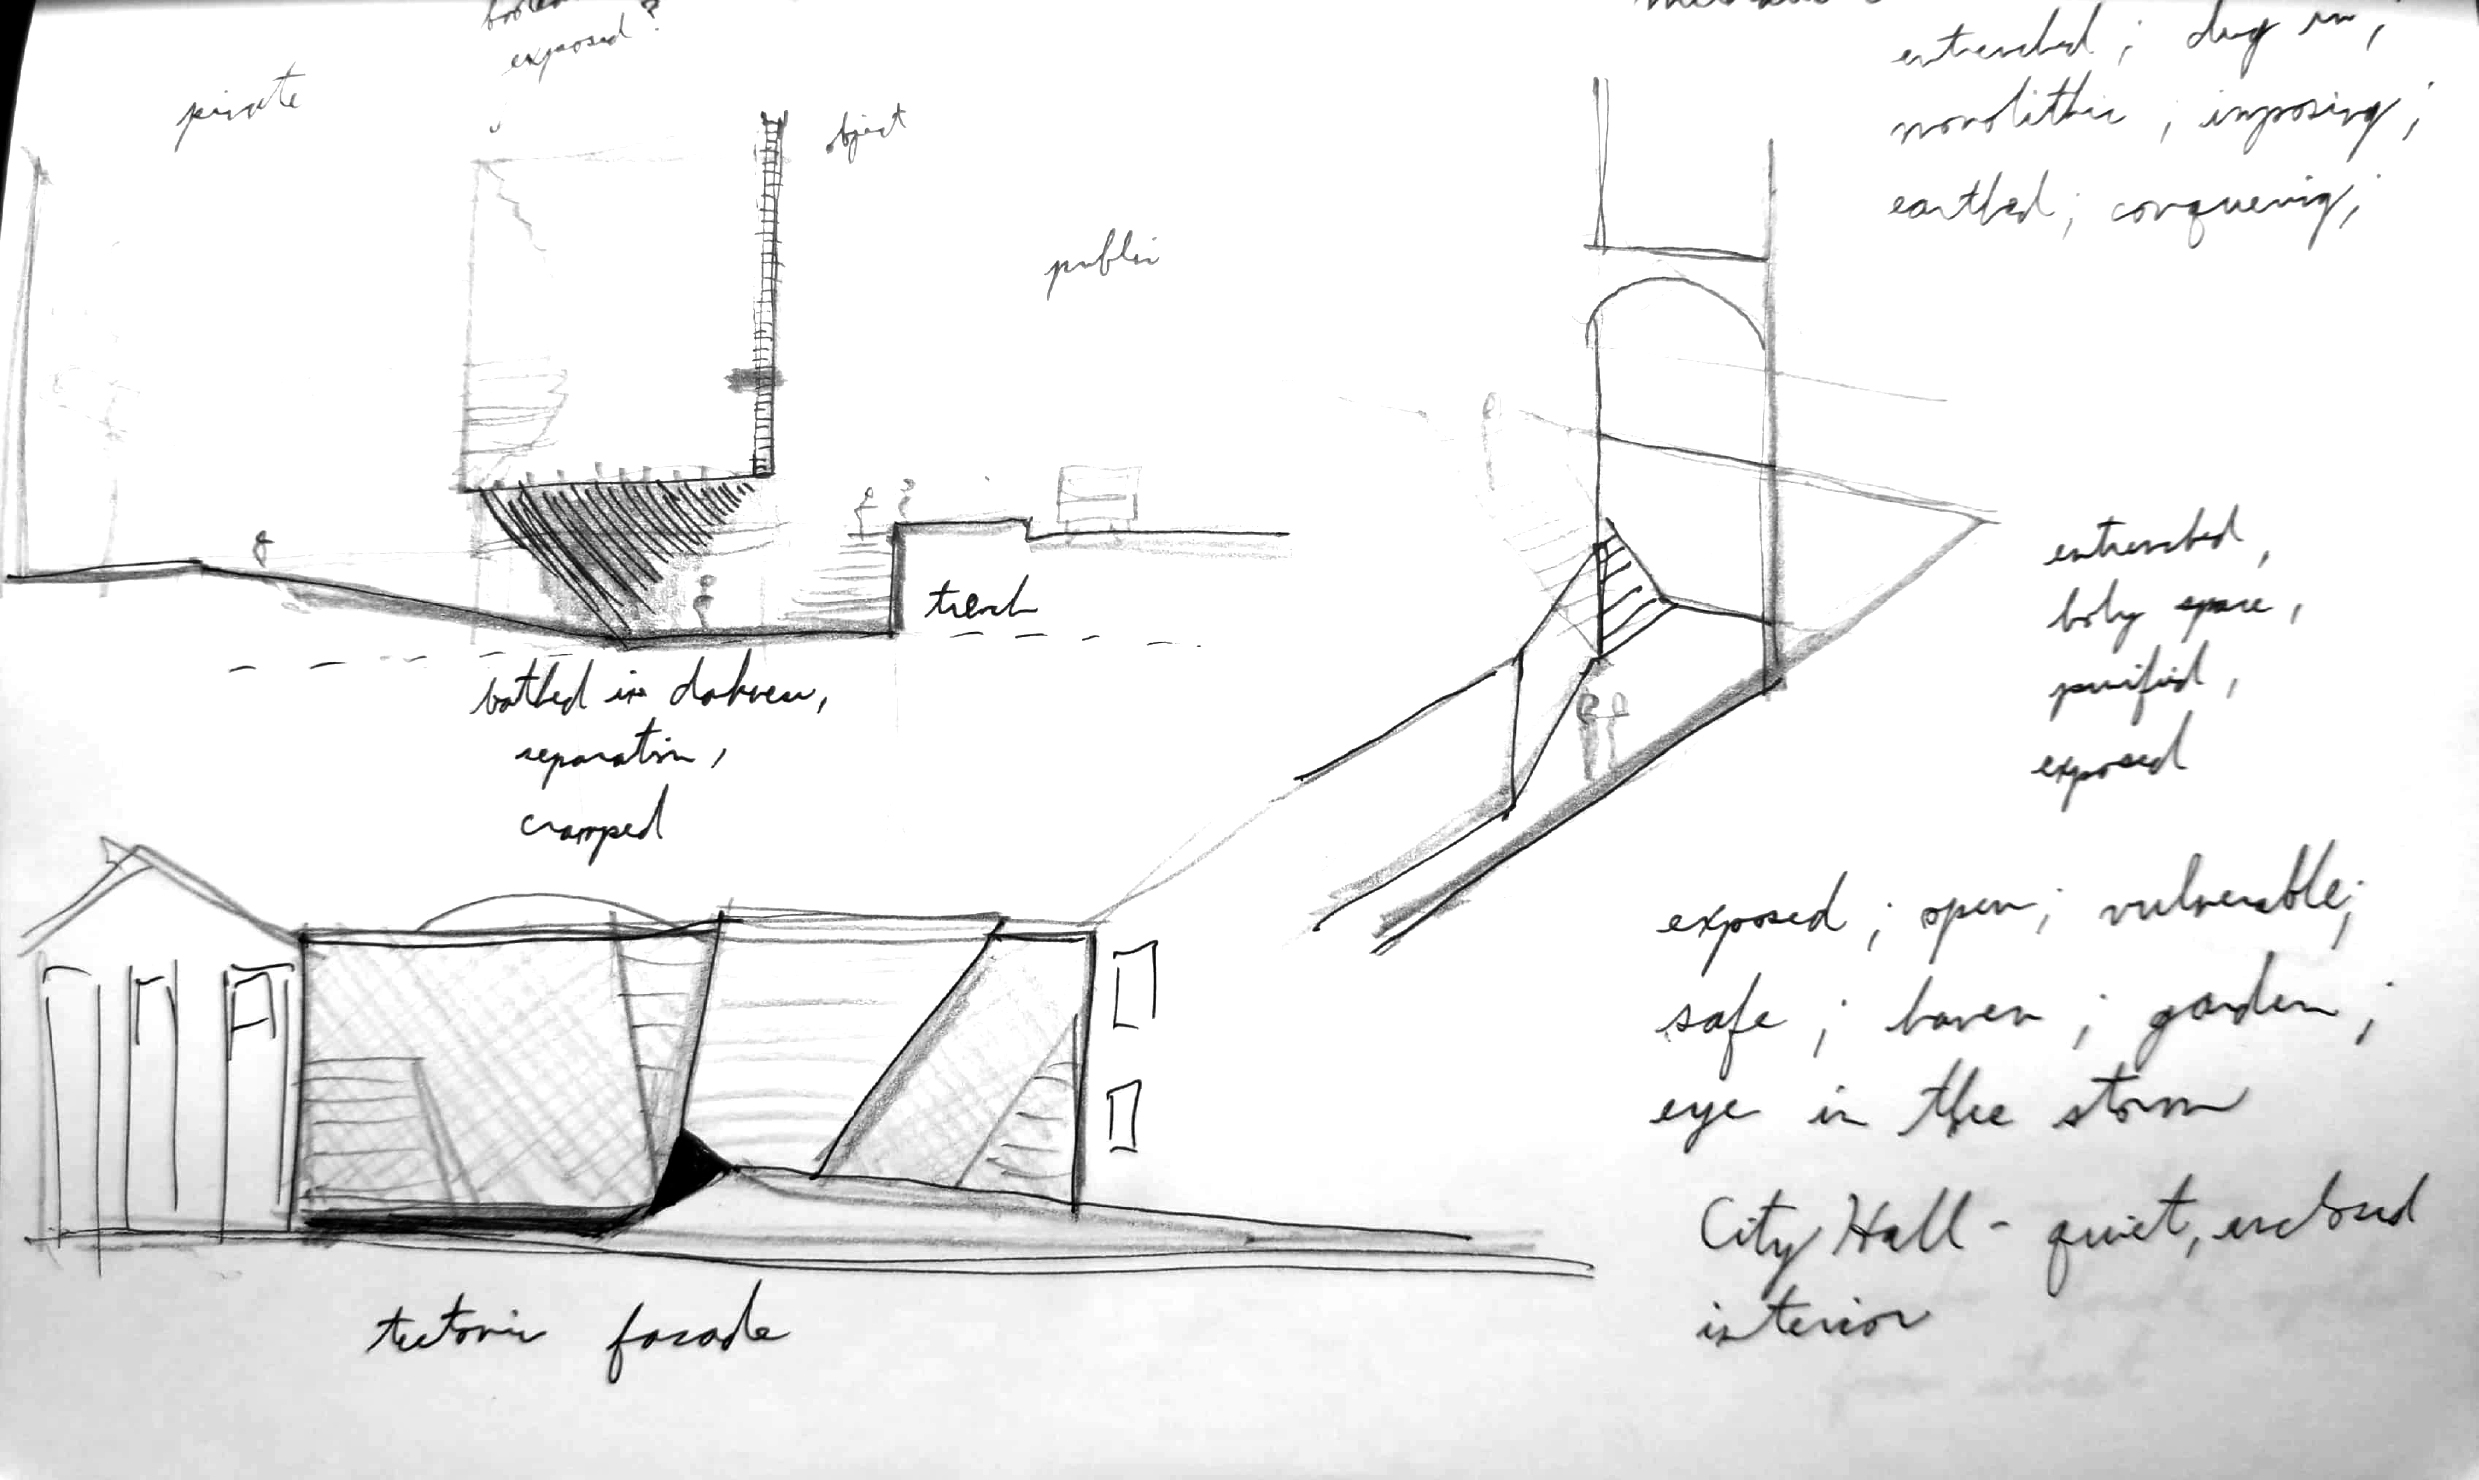 exposed?
private
object
public
entrenched; dug in;
monolithic; imposing;
earthed; conquering;
trench
bathed in darkness,
separation,
cramped
entrenched,
holy space,
purified,
exposed
exposed; open; vulnerable;
safe; haven; garden;
eye in the storm
City Hall - quiet, enclosed
interior
tectonic facade